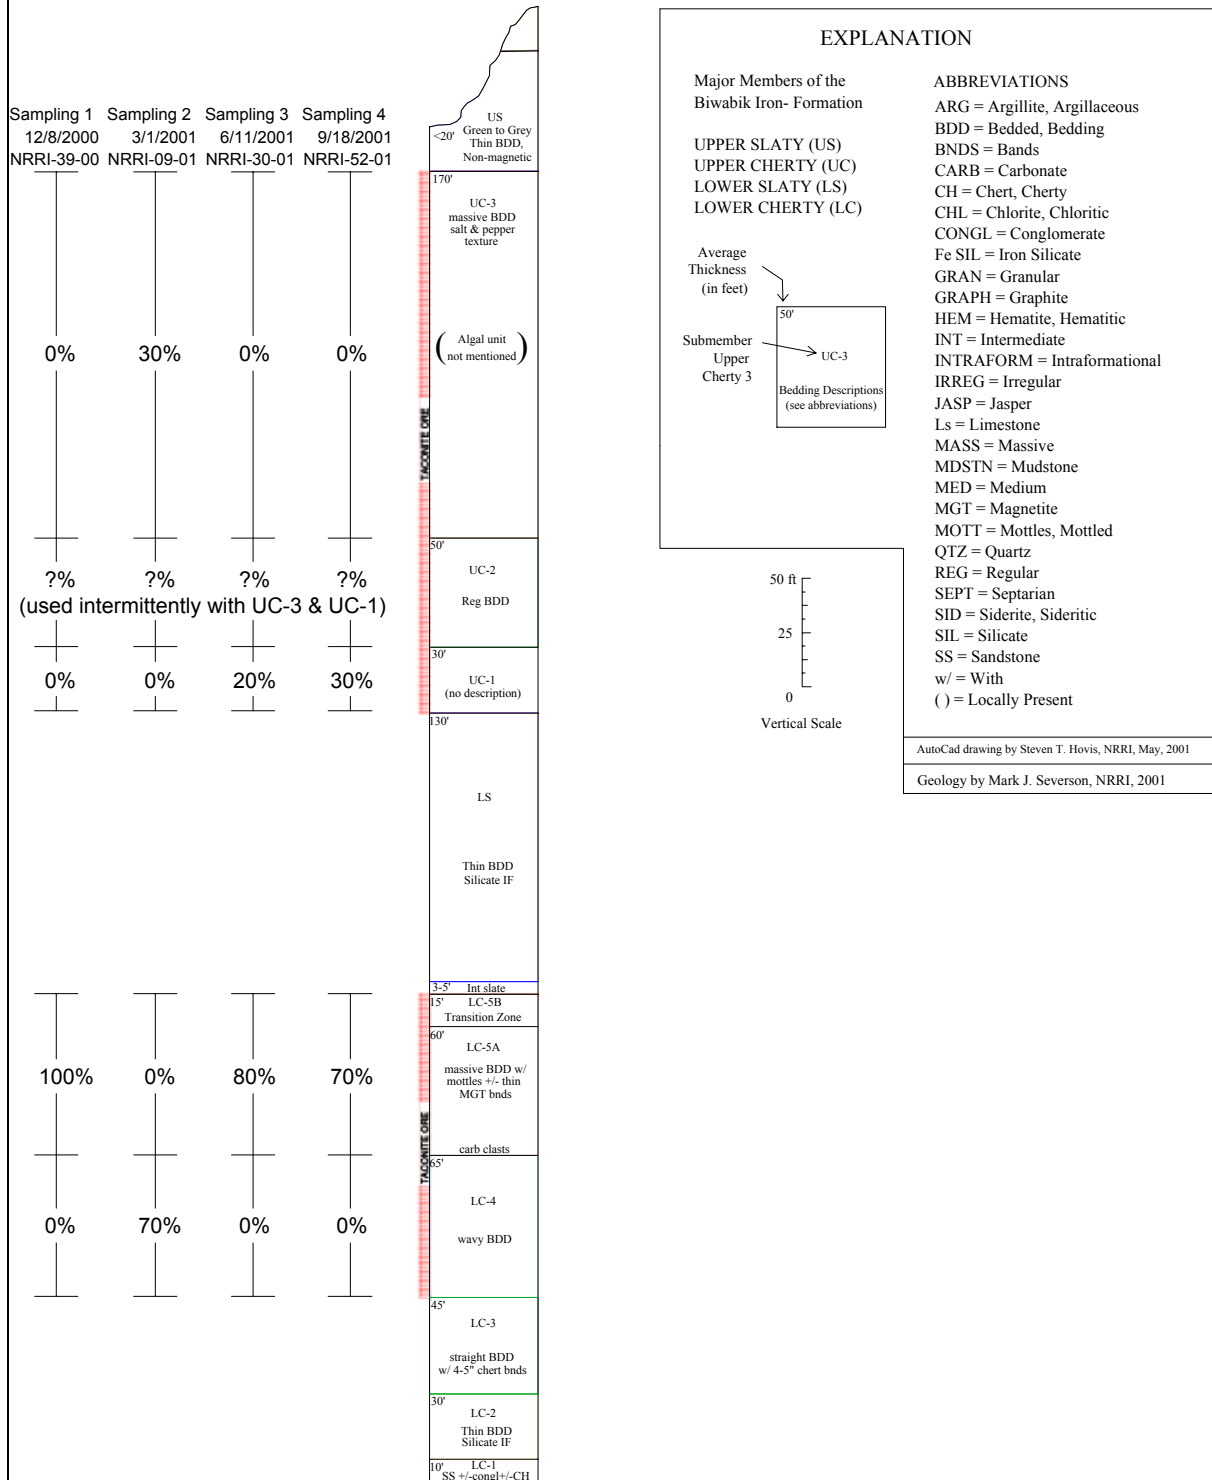 Sampling 1 Sampling 2 Sampling 3 Sampling 4
12/8/2000 3/1/2001 6/11/2001 9/18/2001
NRRI-39-00 NRRI-09-01 NRRI-30-01 NRRI-52-01
<20'
US
Green to Grey
Thin BDD,
Non-magnetic
170'
UC-3
massive BDD
salt & pepper
texture
0% 30% 0% 0%
( Algal unit
not mentioned )
TACONITE ORE
50'
UC-2
Reg BDD
?% ?% ?% ?%
(used intermittently with UC-3 & UC-1)
30'
UC-1
(no description)
0% 0% 20% 30%
130'
LS
Thin BDD
Silicate IF
3-5' Int slate
15' LC-5B
Transition Zone
60'
LC-5A
massive BDD w/
mottles +/- thin
MGT bnds
carb clasts
100% 0% 80% 70%
TACONITE ORE
65'
LC-4
wavy BDD
0% 70% 0% 0%
45'
LC-3
straight BDD
w/ 4-5" chert bnds
30'
LC-2
Thin BDD
Silicate IF
10' LC-1
SS +/-congl+/-CH
EXPLANATION
Major Members of the
Biwabik Iron- Formation
UPPER SLATY (US)
UPPER CHERTY (UC)
LOWER SLATY (LS)
LOWER CHERTY (LC)
Average
Thickness
(in feet)
50'
Submember
Upper
Cherty 3
UC-3
Bedding Descriptions
(see abbreviations)
ABBREVIATIONS
ARG = Argillite, Argillaceous
BDD = Bedded, Bedding
BNDS = Bands
CARB = Carbonate
CH = Chert, Cherty
CHL = Chlorite, Chloritic
CONGL = Conglomerate
Fe SIL = Iron Silicate
GRAN = Granular
GRAPH = Graphite
HEM = Hematite, Hematitic
INT = Intermediate
INTRAFORM = Intraformational
IRREG = Irregular
JASP = Jasper
Ls = Limestone
MASS = Massive
MDSTN = Mudstone
MED = Medium
MGT = Magnetite
MOTT = Mottles, Mottled
QTZ = Quartz
REG = Regular
SEPT = Septarian
SID = Siderite, Sideritic
SIL = Silicate
SS = Sandstone
w/ = With
( ) = Locally Present
50 ft
25
0
Vertical Scale
AutoCad drawing by Steven T. Hovis, NRRI, May, 2001
Geology by Mark J. Severson, NRRI, 2001